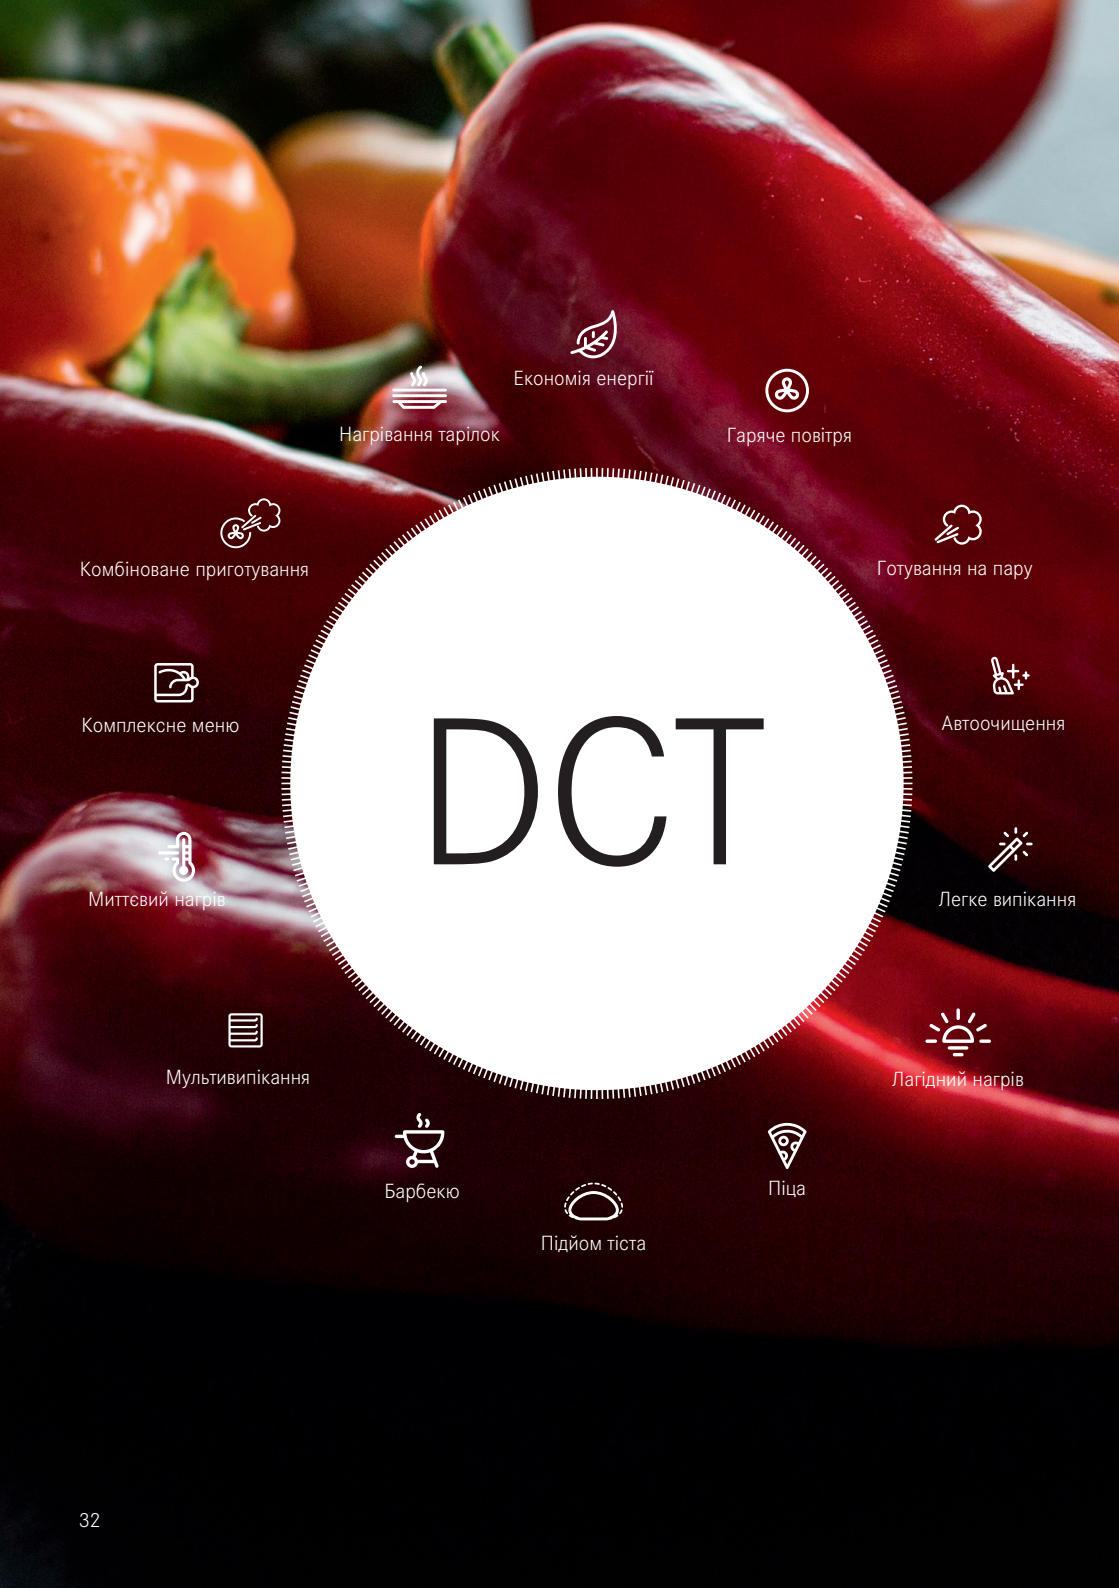 Економія енергії
Нагрівання тарілок
Гаряче повітря
Комбіноване приготування
Готування на пару
Комплексне меню
Автоочищення
DCT
Миттєвий нагрів
Легке випікання
Мультивипікання
Лагідний нагрів
Барбекю
Піца
Підйом тіста
32